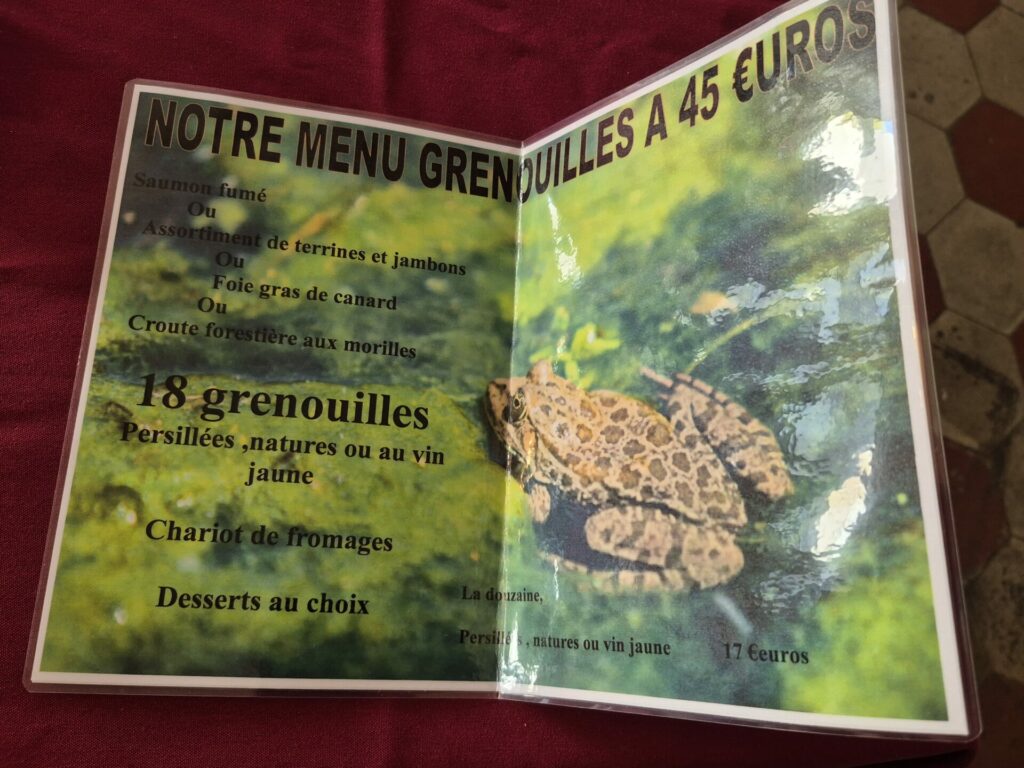 NOTRE MENU GRENOUILLES A 45 €UROS
Saumon fumé
Ou
Assortiment de terrines et jambons
Ou
Foie gras de canard
Ou
Croute forestière aux morilles
18 grenouilles
Persillées ,natures ou au vin
jaune
Chariot de fromages
Desserts au choix
La douzaine,
Persillées , natures ou vin jaune 17 €euros